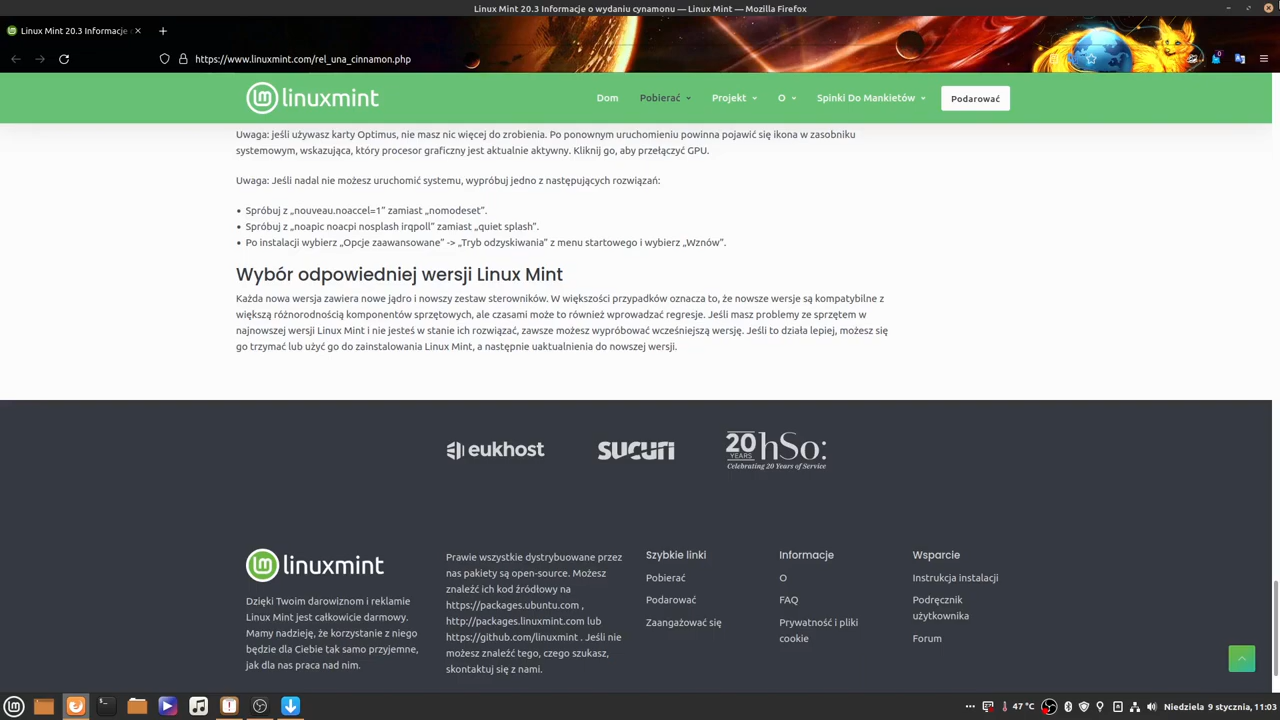 Linux Mint 20.3 Informacje o wydaniu cynamonu — Linux Mint — Mozilla Firefox
Linux Mint 20.3 Informacje
https://www.linuxmint.com/rel_una_cinnamon.php
linuxmint
Dom Pobierać Projekt O Spinki Do Mankietów Podarować
Uwaga: jeśli używasz karty Optimus, nie masz nic więcej do zrobienia. Po ponownym uruchomieniu powinna pojawić się ikona w zasobniku
systemowym, wskazująca, który procesor graficzny jest aktualnie aktywny. Kliknij go, aby przełączyć GPU.
Uwaga: Jeśli nadal nie możesz uruchomić systemu, wypróbuj jedno z następujących rozwiązań:
• Spróbuj z „nouveau.noaccel=1” zamiast „nomodeset”.
• Spróbuj z „noapic noacpi nosplash irqpoll” zamiast „quiet splash”.
• Po instalacji wybierz „Opcje zaawansowane” -> „Tryb odzyskiwania” z menu startowego i wybierz „Wznów”.
Wybór odpowiedniej wersji Linux Mint
Każda nowa wersja zawiera nowe jądro i nowszy zestaw sterowników. W większości przypadków oznacza to, że nowsze wersje są kompatybilne z
większą różnorodnością komponentów sprzętowych, ale czasami może to również wprowadzać regresje. Jeśli masz problemy ze sprzętem w
najnowszej wersji Linux Mint i nie jesteś w stanie ich rozwiązać, zawsze możesz wypróbować wcześniejszą wersję. Jeśli to działa lepiej, możesz się
go trzymać lub użyć go do zainstalowania Linux Mint, a następnie uaktualnienia do nowszej wersji.
eukhost
sucuri
20 YEARS hSo:
Celebrating 20 Years of Service
linuxmint
Dzięki Twoim darowiznom i reklamie
Linux Mint jest całkowicie darmowy.
Mamy nadzieję, że korzystanie z niego
będzie dla Ciebie tak samo przyjemne,
jak dla nas praca nad nim.
Prawie wszystkie dystrybuowane przez
nas pakiety są open-source. Możesz
znaleźć ich kod źródłowy na
https://packages.ubuntu.com ,
http://packages.linuxmint.com lub
https://github.com/linuxmint . Jeśli nie
możesz znaleźć tego, czego szukasz,
skontaktuj się z nami.
Szybkie linki
Pobierać
Podarować
Zaangażować się
Informacje
O
FAQ
Prywatność i pliki
cookie
Wsparcie
Instrukcja instalacji
Podręcznik
użytkownika
Forum
47 °C
Niedziela 9 stycznia, 11:03